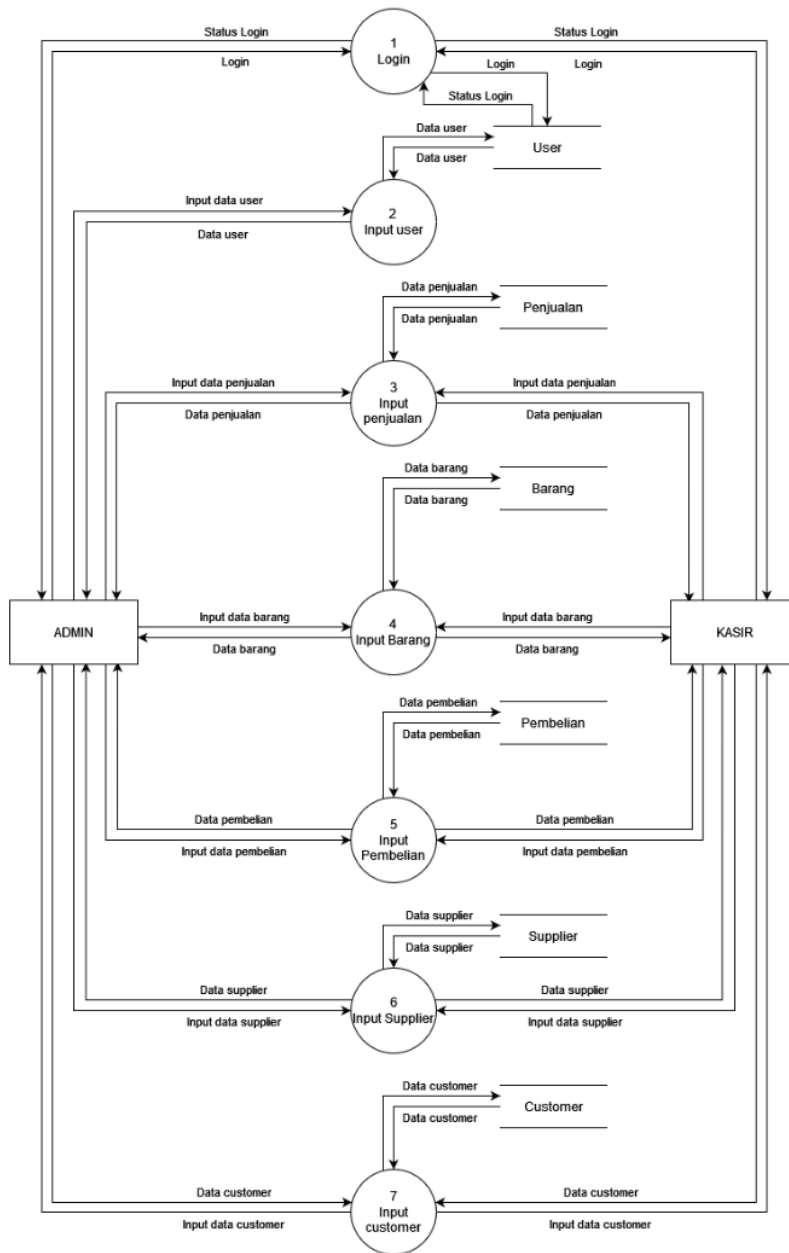 Status Login
1
Login
Status Login
Login
Login
Login
Status Login
Data user
User
Data user
Input data user
2
Input user
Data user
Data penjualan
Penjualan
Data penjualan
Input data penjualan
3
Input
penjualan
Input data penjualan
Data penjualan
Data penjualan
Data barang
Barang
Data barang
ADMIN
Input data barang
4
Input Barang
Input data barang
KASIR
Data barang
Data barang
Data pembelian
Pembelian
Data pembelian
Data pembelian
5
Input
Pembelian
Data pembelian
Input data pembelian
Input data pembelian
Data supplier
Supplier
Data supplier
Data supplier
6
Input Supplier
Data supplier
Input data supplier
Input data supplier
Data customer
Customer
Data customer
Data customer
7
Input
customer
Data customer
Input data customer
Input data customer